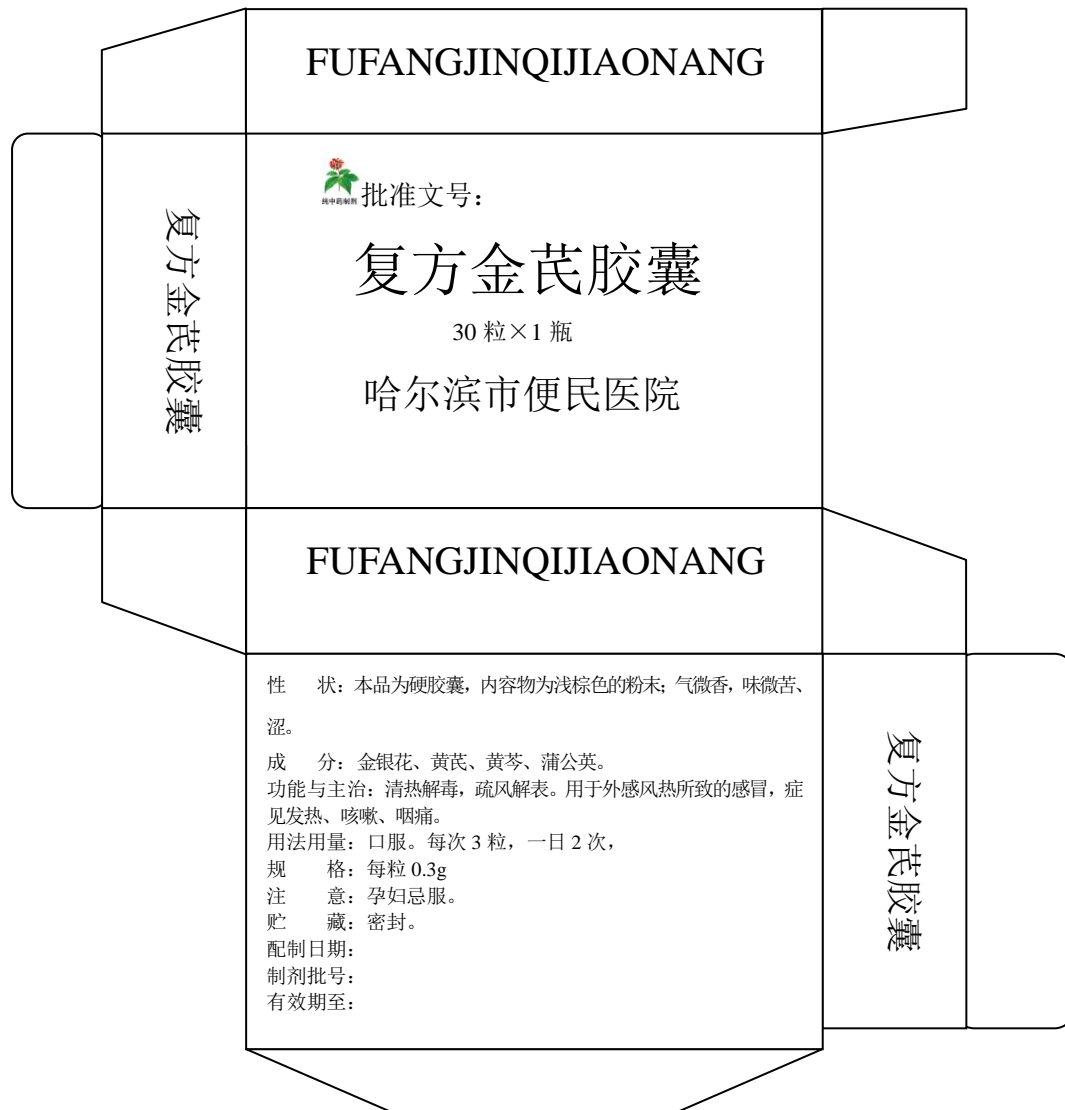 FUFANGJINQIJIAONANG
纯中药制剂
批准文号：
复方金芪胶囊
复方金芪胶囊
30 粒×1 瓶
哈尔滨市便民医院
FUFANGJINQIJIAONANG
性 状：本品为硬胶囊，内容物为浅棕色的粉末；气微香，味微苦、
涩。
成 分：金银花、黄芪、黄芩、蒲公英。
功能与主治：清热解毒，疏风解表。用于外感风热所致的感冒，症
见发热、咳嗽、咽痛。
用法用量：口服。每次 3 粒，一日 2 次，
规 格：每粒 0.3g
注 意：孕妇忌服。
贮 藏：密封。
配制日期：
制剂批号：
有效期至：
复方金芪胶囊